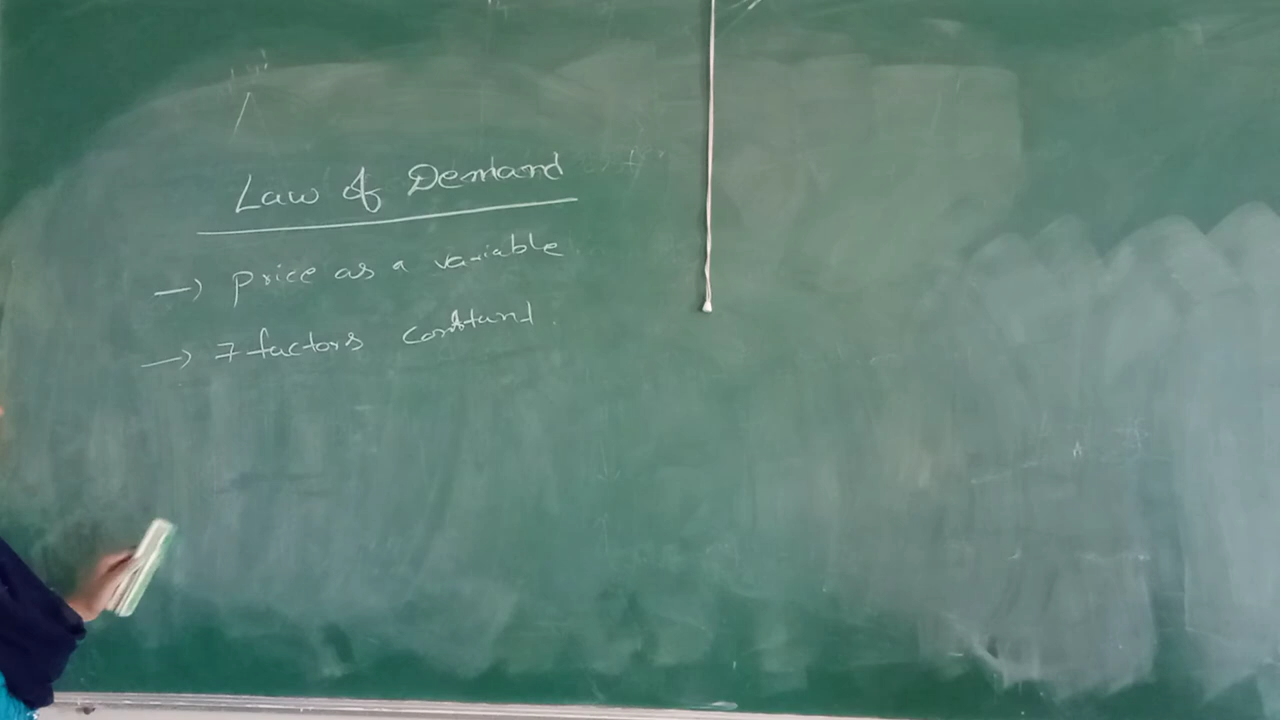 Law of Demand
→ Price as a variable
→ 7 factors constant.